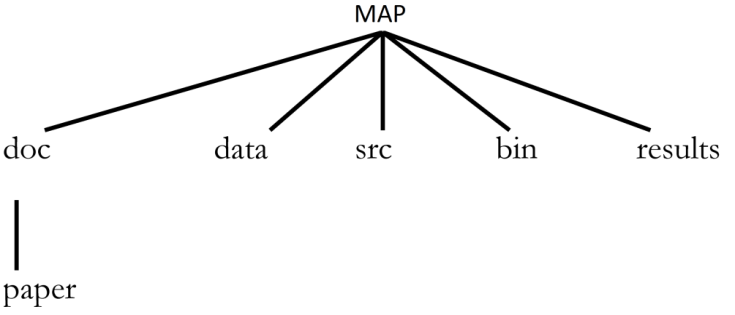 MAP
doc data src bin results
paper